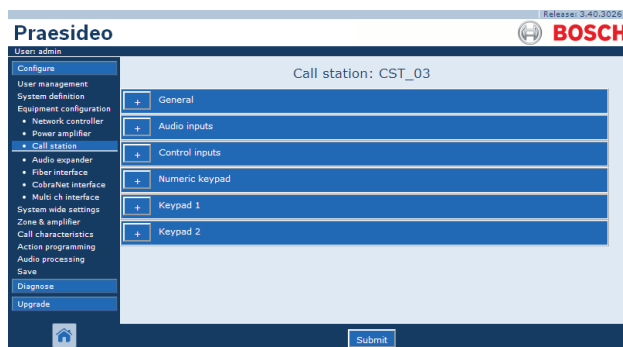 Release: 3.40.3026
Praesideo
BOSCH
User: admin
Configure
User management
System definition
Equipment configuration
• Network controller
• Power amplifier
• Call station
• Audio expander
• Fiber interface
• CobraNet interface
• Multi ch interface
System wide settings
Zone & amplifier
Call characteristics
Action programming
Audio processing
Save
Diagnose
Upgrade
Call station: CST_03
+ General
+ Audio inputs
+ Control inputs
+ Numeric keypad
+ Keypad 1
+ Keypad 2
Submit